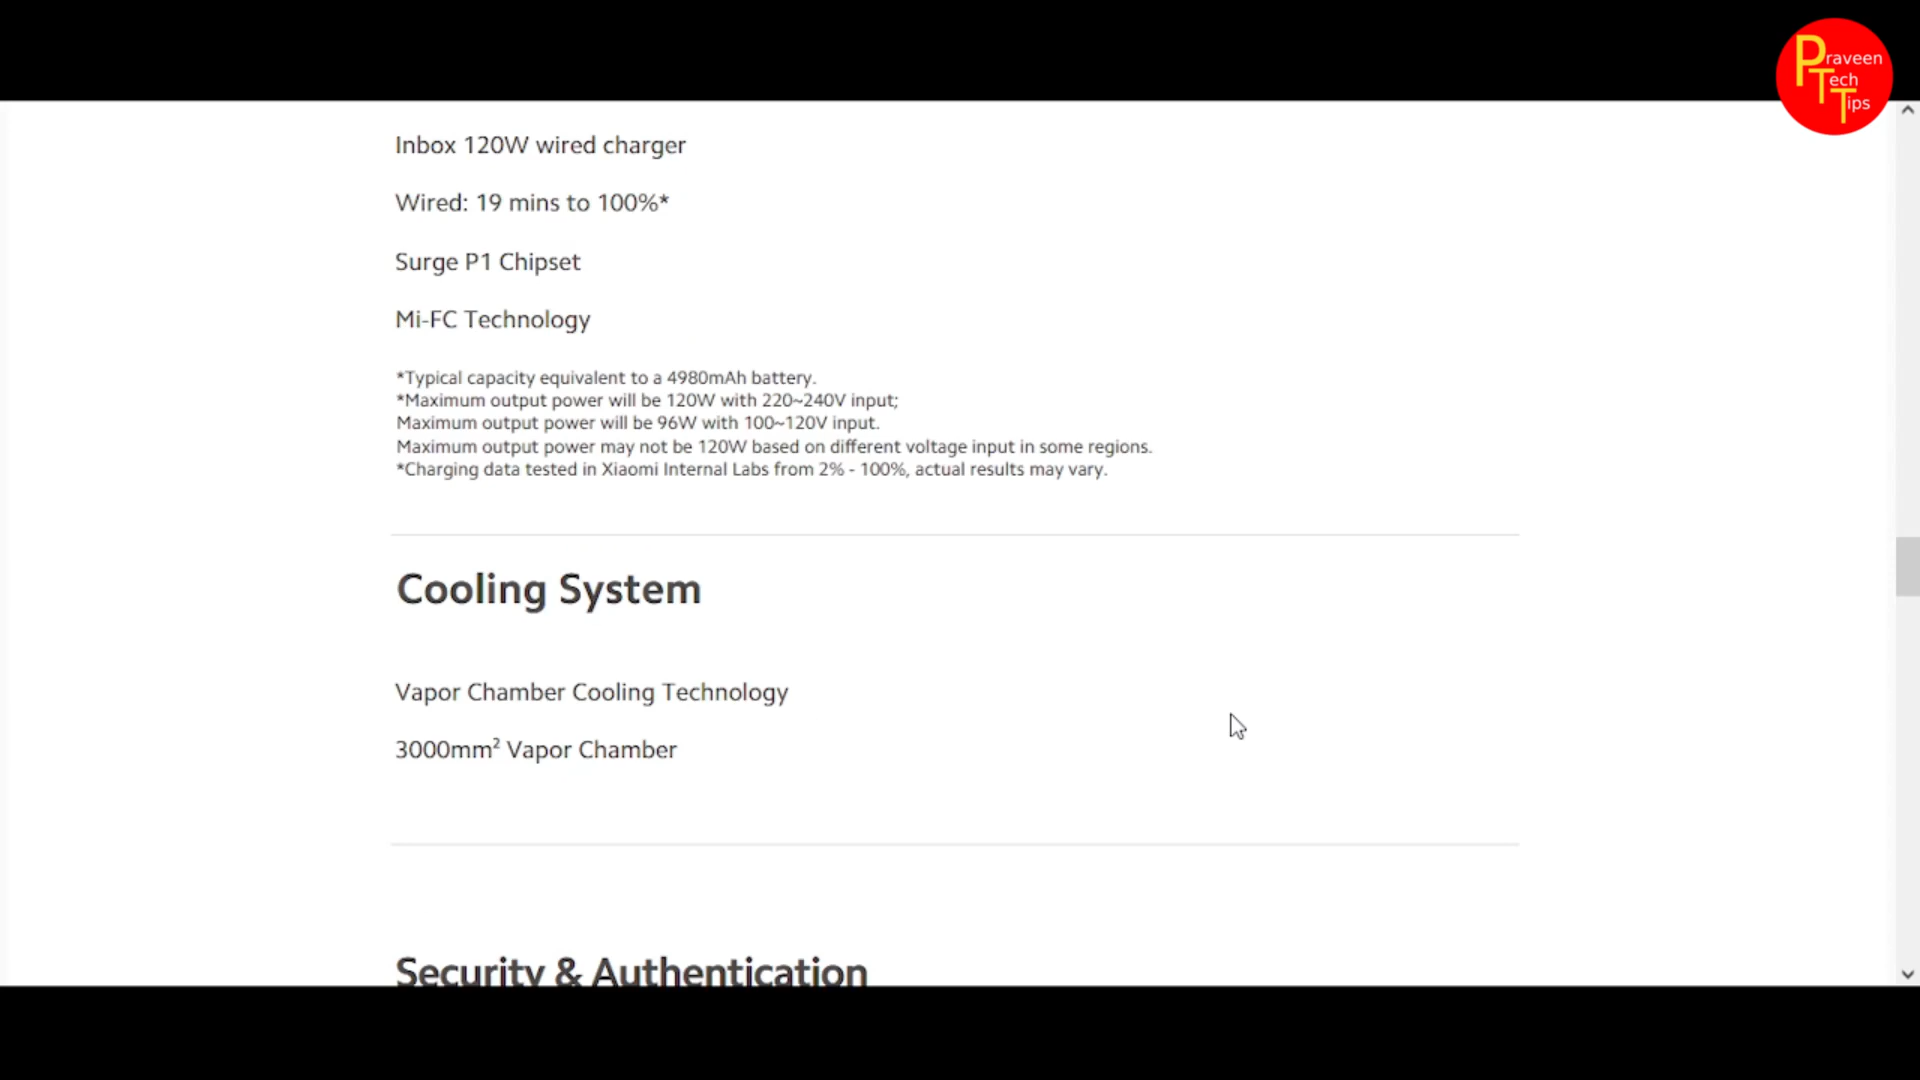 Praveen
Tech
Tips
Inbox 120W wired charger
Wired: 19 mins to 100%*
Surge P1 Chipset
Mi-FC Technology
*Typical capacity equivalent to a 4980mAh battery.
*Maximum output power will be 120W with 220~240V input;
Maximum output power will be 96W with 100~120V input.
Maximum output power may not be 120W based on different voltage input in some regions.
*Charging data tested in Xiaomi Internal Labs from 2% - 100%, actual results may vary.
Cooling System
Vapor Chamber Cooling Technology
3000mm² Vapor Chamber
Security & Authentication